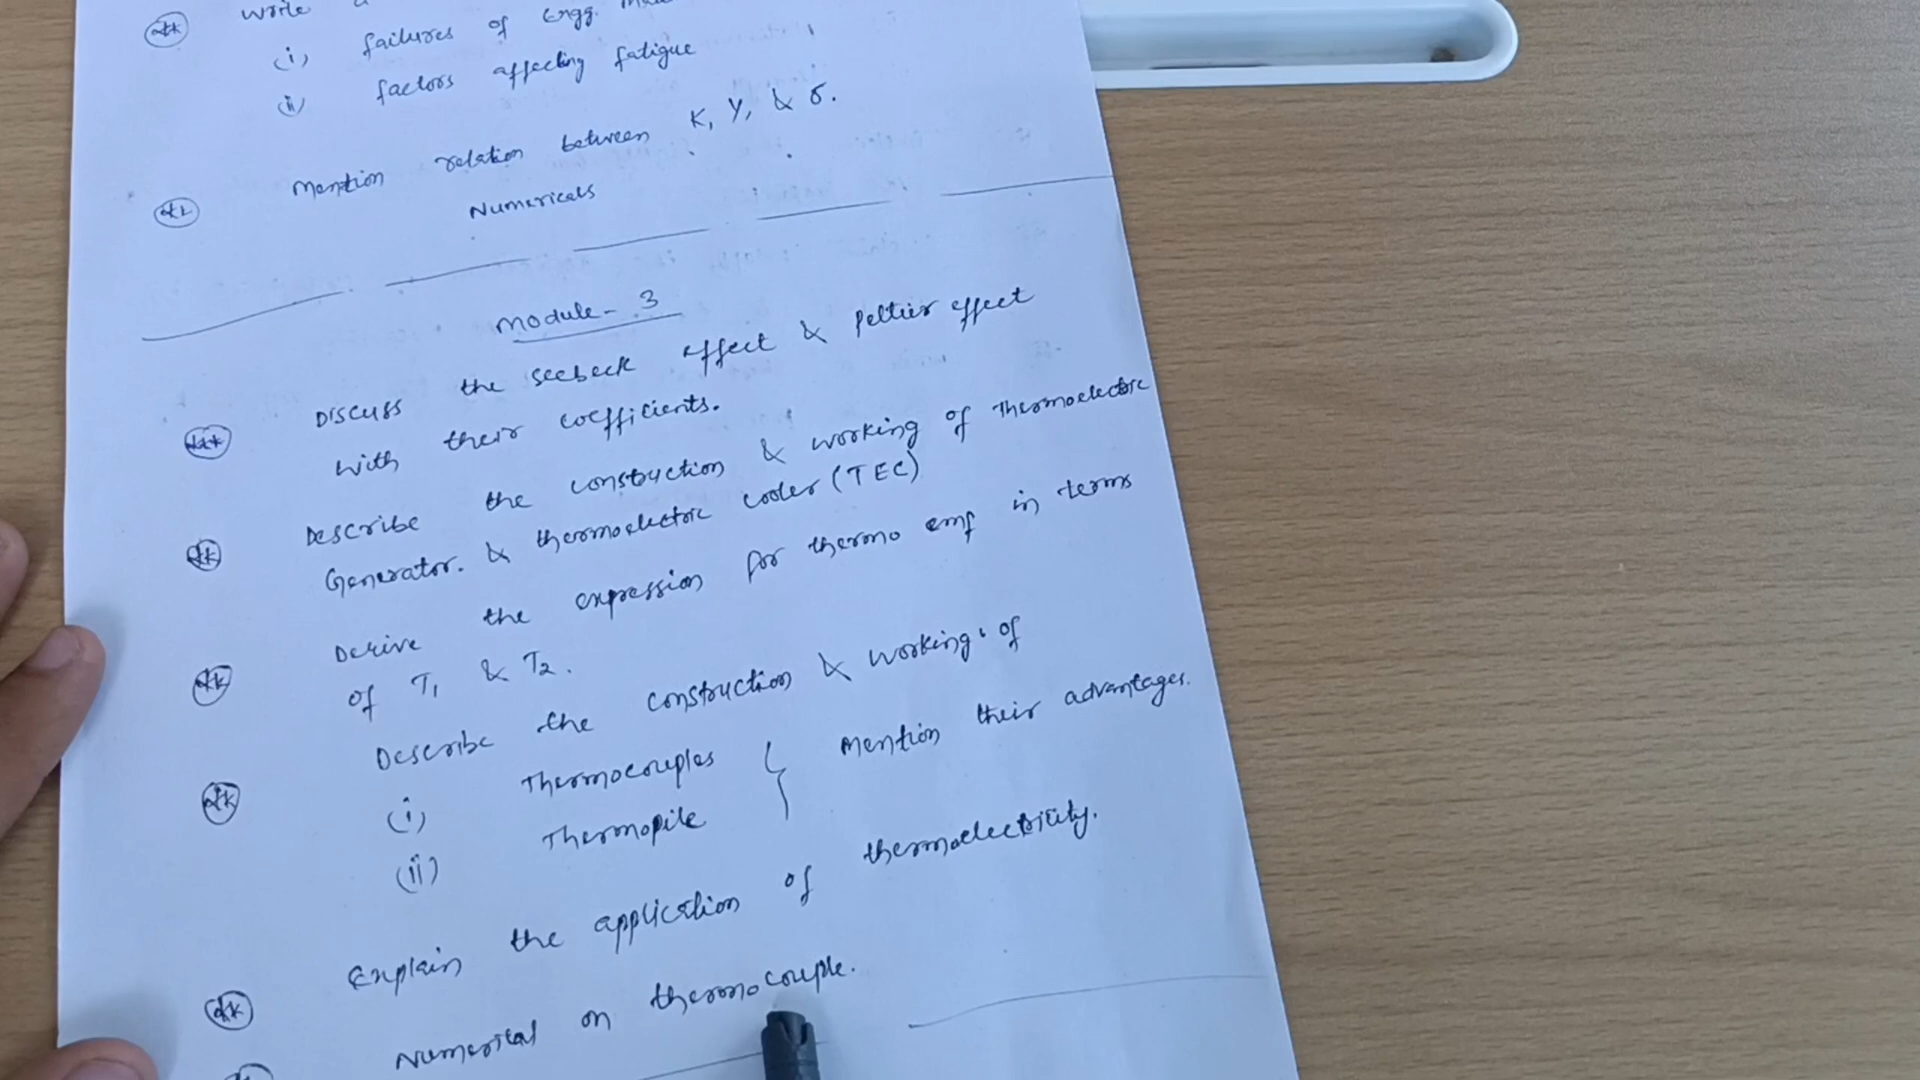 write
(i) failures of Engg.
(ii) factors affecting fatigue
Mention relation between K, Y, & σ.
Numericals
Module - 3
Discuss the seebeck effect & Peltier effect
with their coefficients.
Describe the construction & working of Thermoelectric
Generator. & thermoelectric cooler (TEC)
Derive the expression for thermo emf in terms
of T1 & T2.
Describe the construction & working of
(i) Thermocouples
(ii) Thermopile } Mention their advantages.
Explain the application of thermoelectricity.
Numerical on thermocouple.